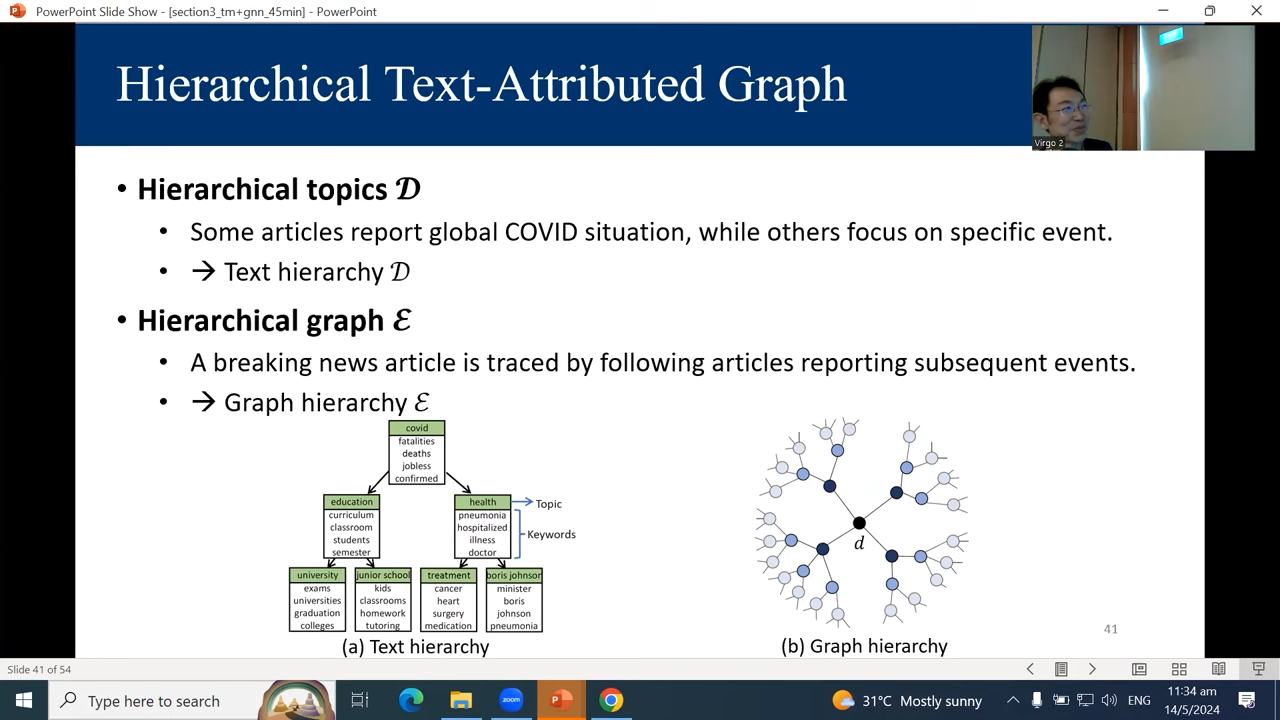 PowerPoint Slide Show - [section3_tm+gnn_45min] - PowerPoint
Hierarchical Text-Attributed Graph
Virgo 2
• Hierarchical topics 𝓓
• Some articles report global COVID situation, while others focus on specific event.
• → Text hierarchy 𝒟
• Hierarchical graph 𝓔
• A breaking news article is traced by following articles reporting subsequent events.
• → Graph hierarchy ℰ
covid
fatalities
deaths
jobless
confirmed
education
curriculum
classroom
students
semester
health
pneumonia
hospitalized
illness
doctor
Topic
Keywords
university
exams
universities
graduation
colleges
junior school
kids
classrooms
homework
tutoring
treatment
cancer
heart
surgery
medication
boris johnson
minister
boris
johnson
pneumonia
(a) Text hierarchy
d
(b) Graph hierarchy
41
Slide 41 of 54
Type here to search
zoom
31°C Mostly sunny
ENG
11:34 am
14/5/2024